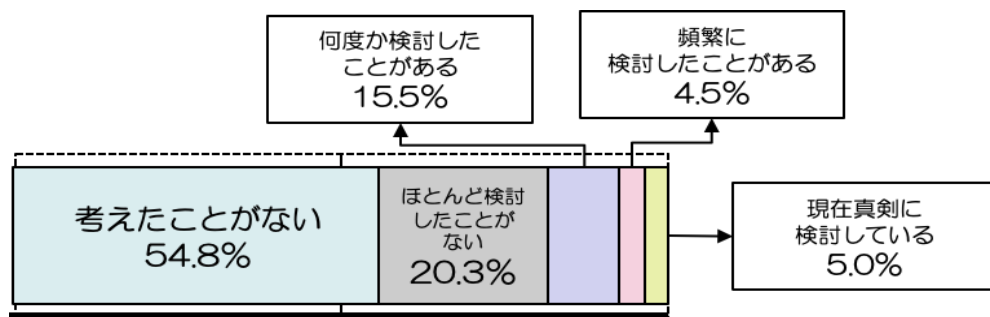 何度か検討した
ことがある
15.5%
頻繁に
検討したことがある
4.5%
考えたことがない
54.8%
ほとんど検討
したことが
ない
20.3%
現在真剣に
検討している
5.0%